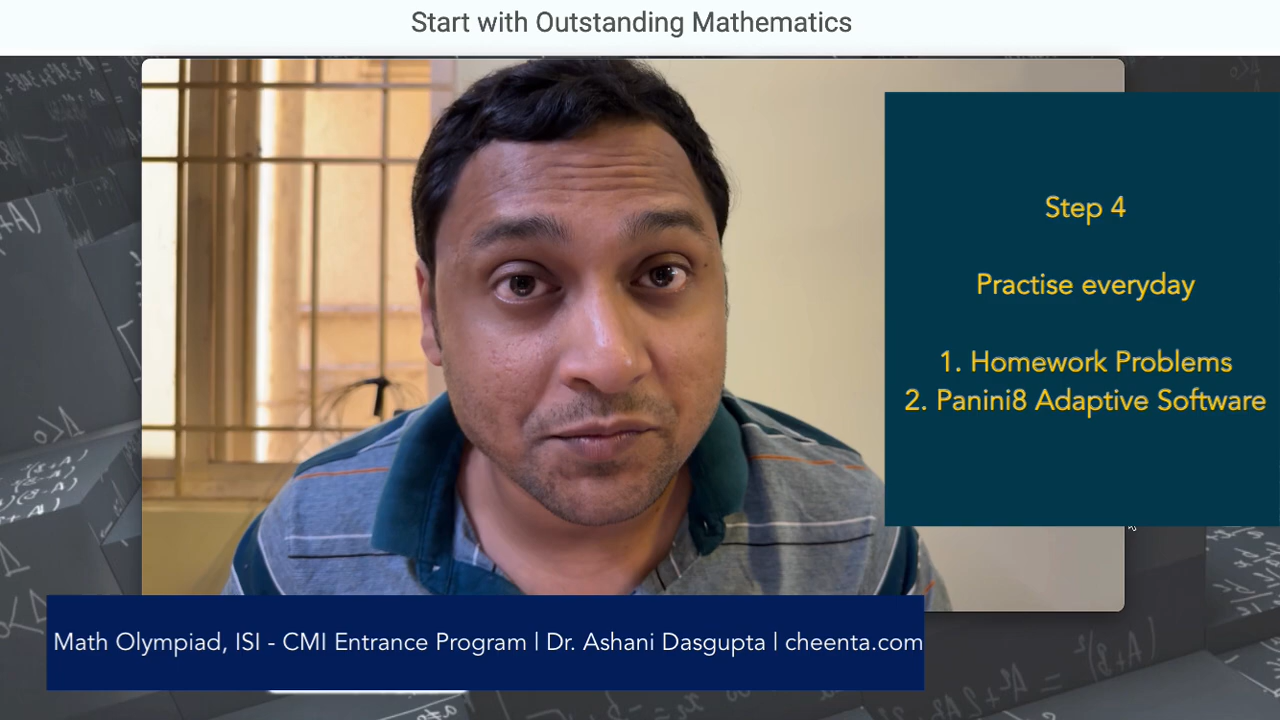 Start with Outstanding Mathematics
Step 4
Practise everyday
1. Homework Problems
2. Panini8 Adaptive Software
Math Olympiad, ISI - CMI Entrance Program | Dr. Ashani Dasgupta | cheenta.com